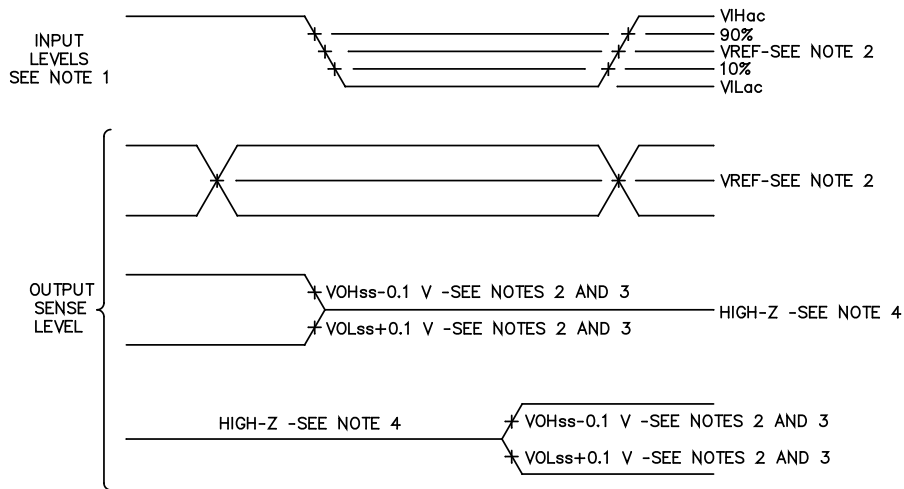 INPUT
LEVELS
SEE NOTE 1
VIHac
90%
VREF-SEE NOTE 2
10%
VILac
VREF-SEE NOTE 2
OUTPUT
SENSE
LEVEL
VOHss-0.1 V -SEE NOTES 2 AND 3
HIGH-Z -SEE NOTE 4
VOLss+0.1 V -SEE NOTES 2 AND 3
HIGH-Z -SEE NOTE 4
VOHss-0.1 V -SEE NOTES 2 AND 3
VOLss+0.1 V -SEE NOTES 2 AND 3